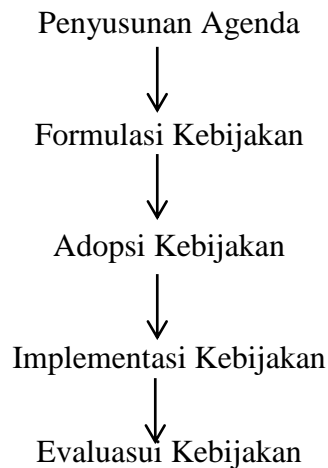 Penyusunan Agenda
Formulasi Kebijakan
Adopsi Kebijakan
Implementasi Kebijakan
Evaluasui Kebijakan